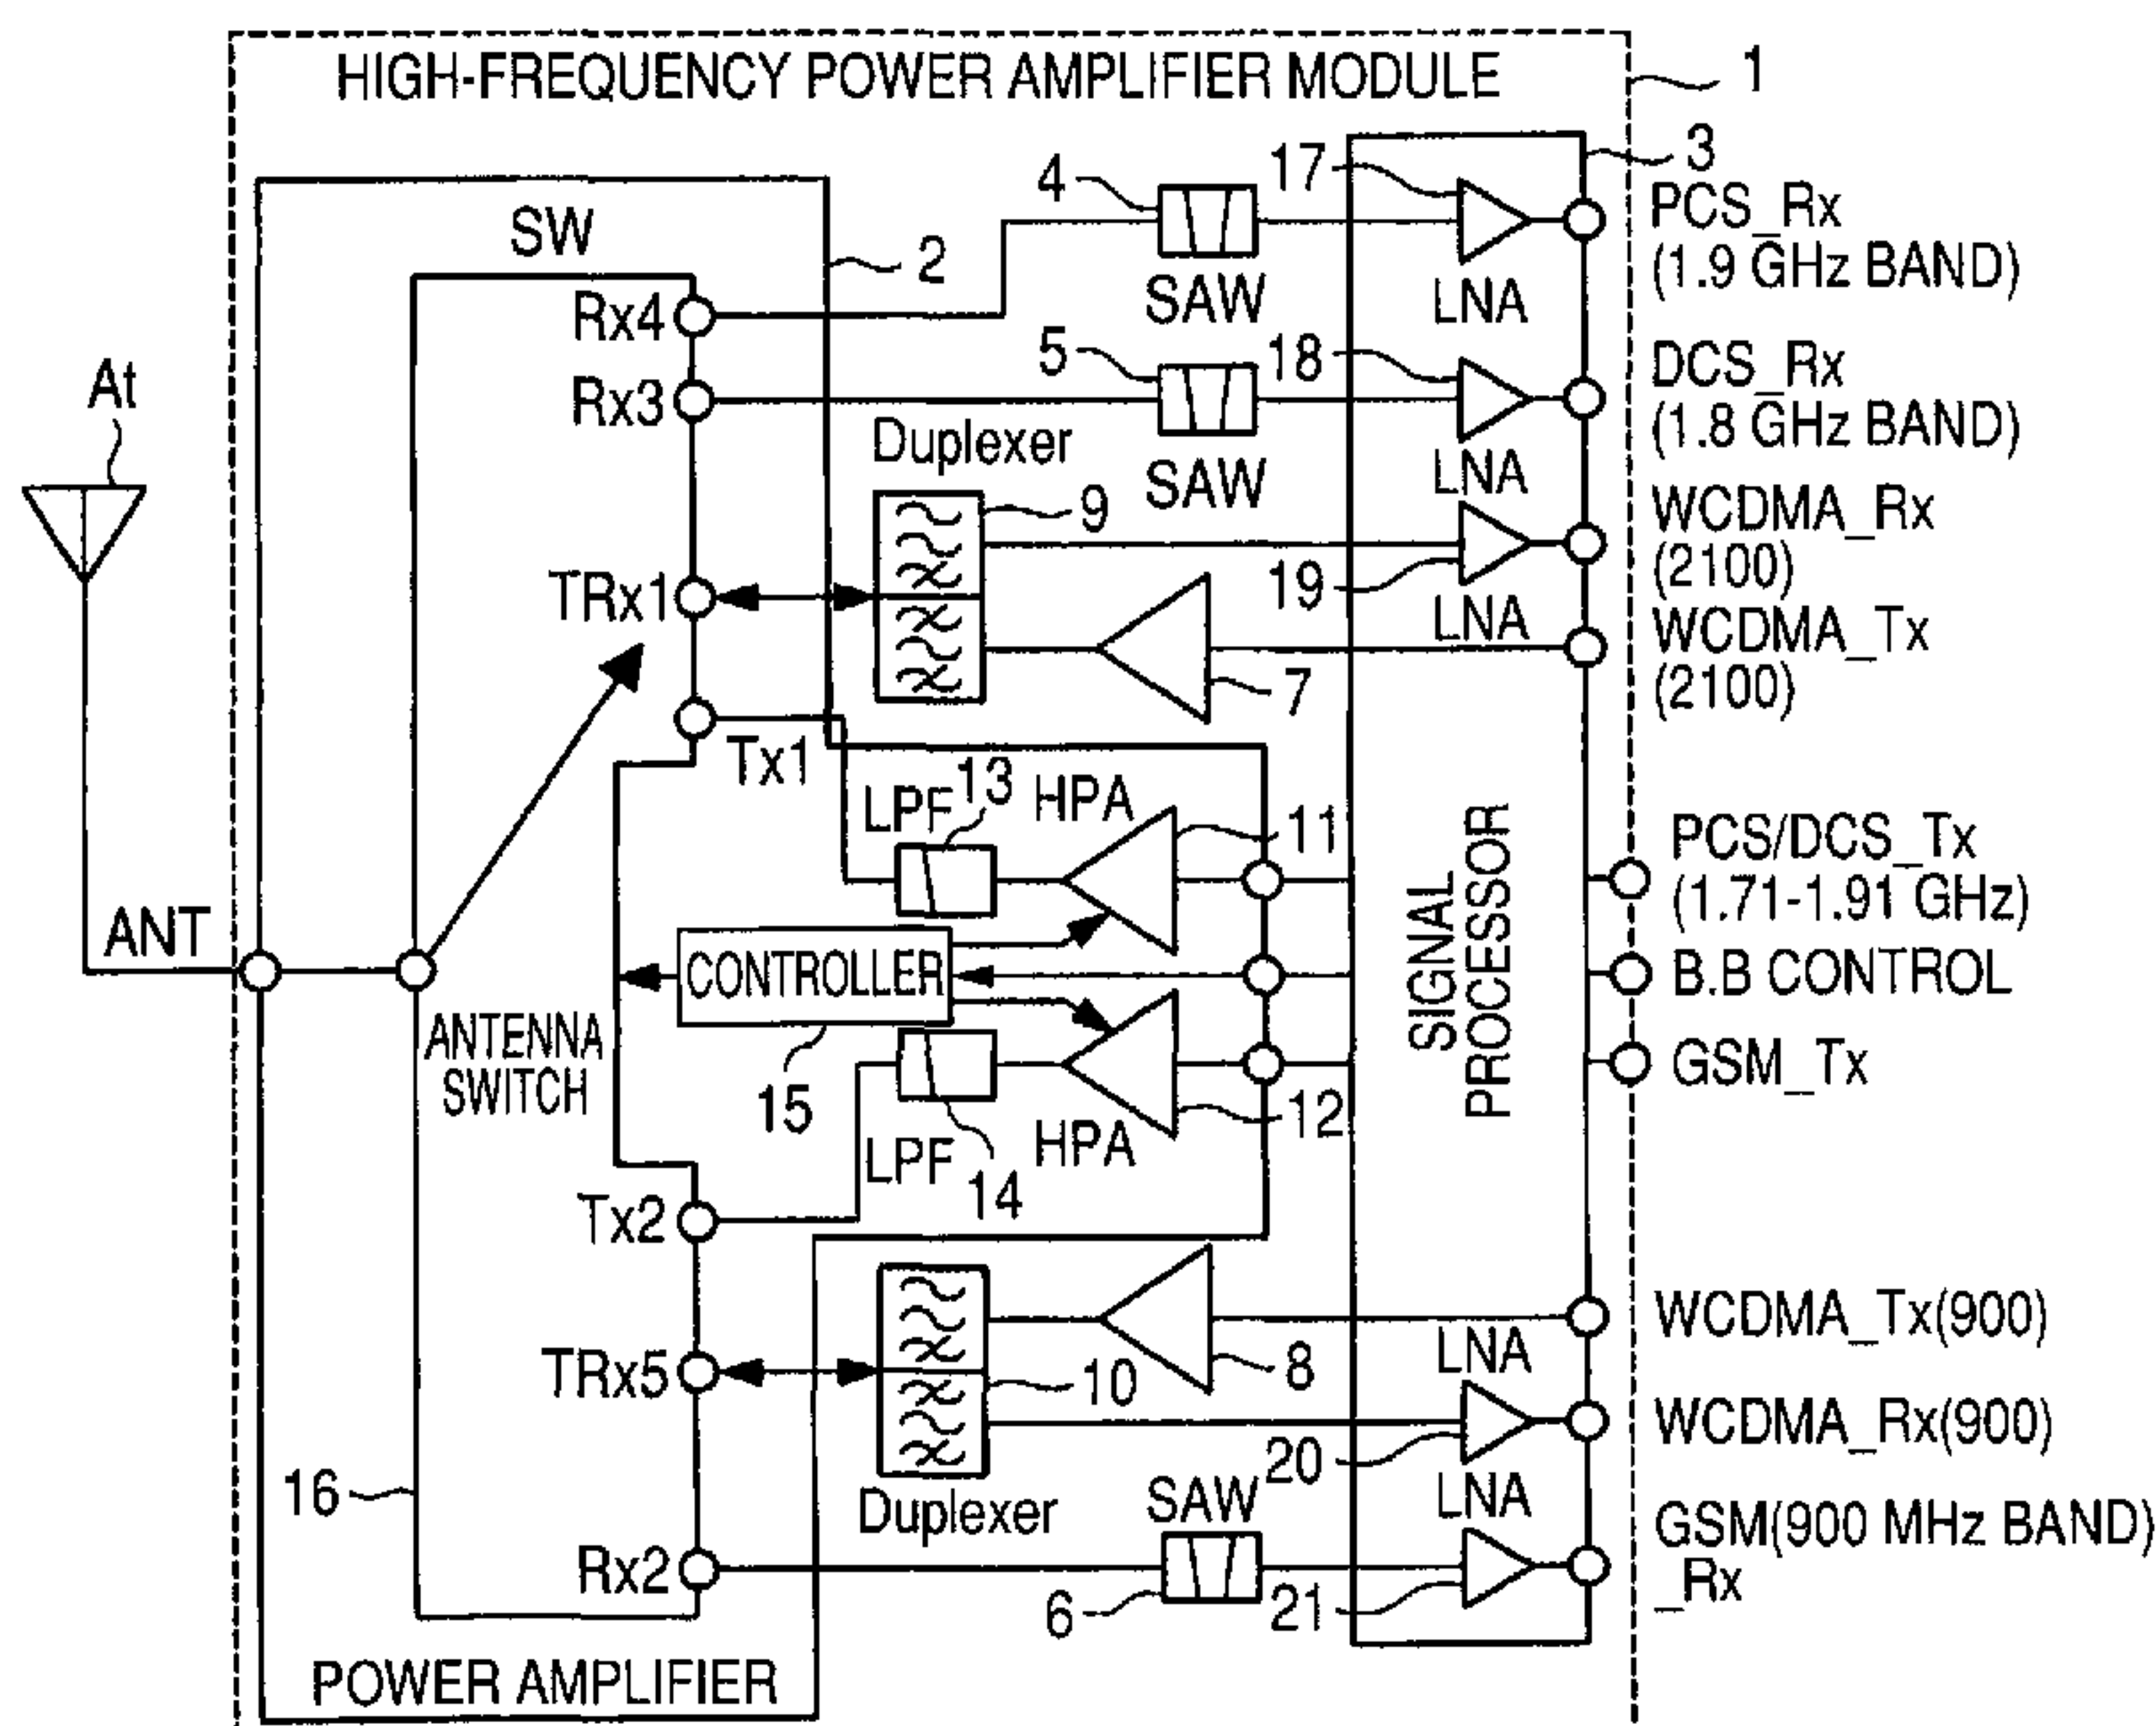 HIGH-FREQUENCY POWER AMPLIFIER MODULE
1
3
SW
2
4
17
PCS_Rx
(1.9 GHz BAND)
Rx4
SAW
LNA
5
18
DCS_Rx
(1.8 GHz BAND)
At
Rx3
Duplexer
SAW
LNA
9
WCDMA_Rx
(2100)
TRx1
19
LNA
WCDMA_Tx
(2100)
7
Tx1
13
LPF
HPA
11
PCS/DCS_Tx
(1.71-1.91 GHz)
SIGNAL
PROCESSOR
ANT
CONTROLLER
B.B CONTROL
ANTENNA
SWITCH
15
GSM_Tx
12
LPF
HPA
14
Tx2
WCDMA_Tx(900)
LNA
TRx5
8
10
WCDMA_Rx(900)
20
16
Duplexer
SAW
LNA
GSM(900 MHz BAND)
_Rx
Rx2
6
21
POWER AMPLIFIER